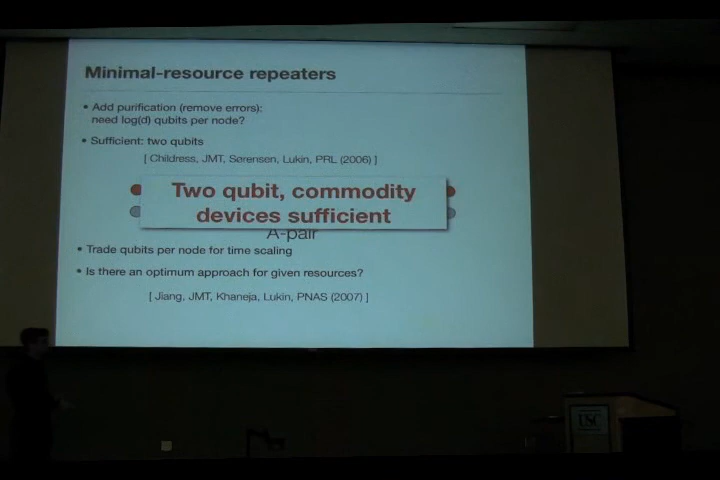 Minimal-resource repeaters
• Add purification (remove errors):
need log(d) qubits per node?
• Sufficient: two qubits
[ Childress, JMT, Sørensen, Lukin, PRL (2006) ]
Two qubit, commodity
devices sufficient
A-pair
• Trade qubits per node for time scaling
• Is there an optimum approach for given resources?
[ Jiang, JMT, Khaneja, Lukin, PNAS (2007) ]
USC